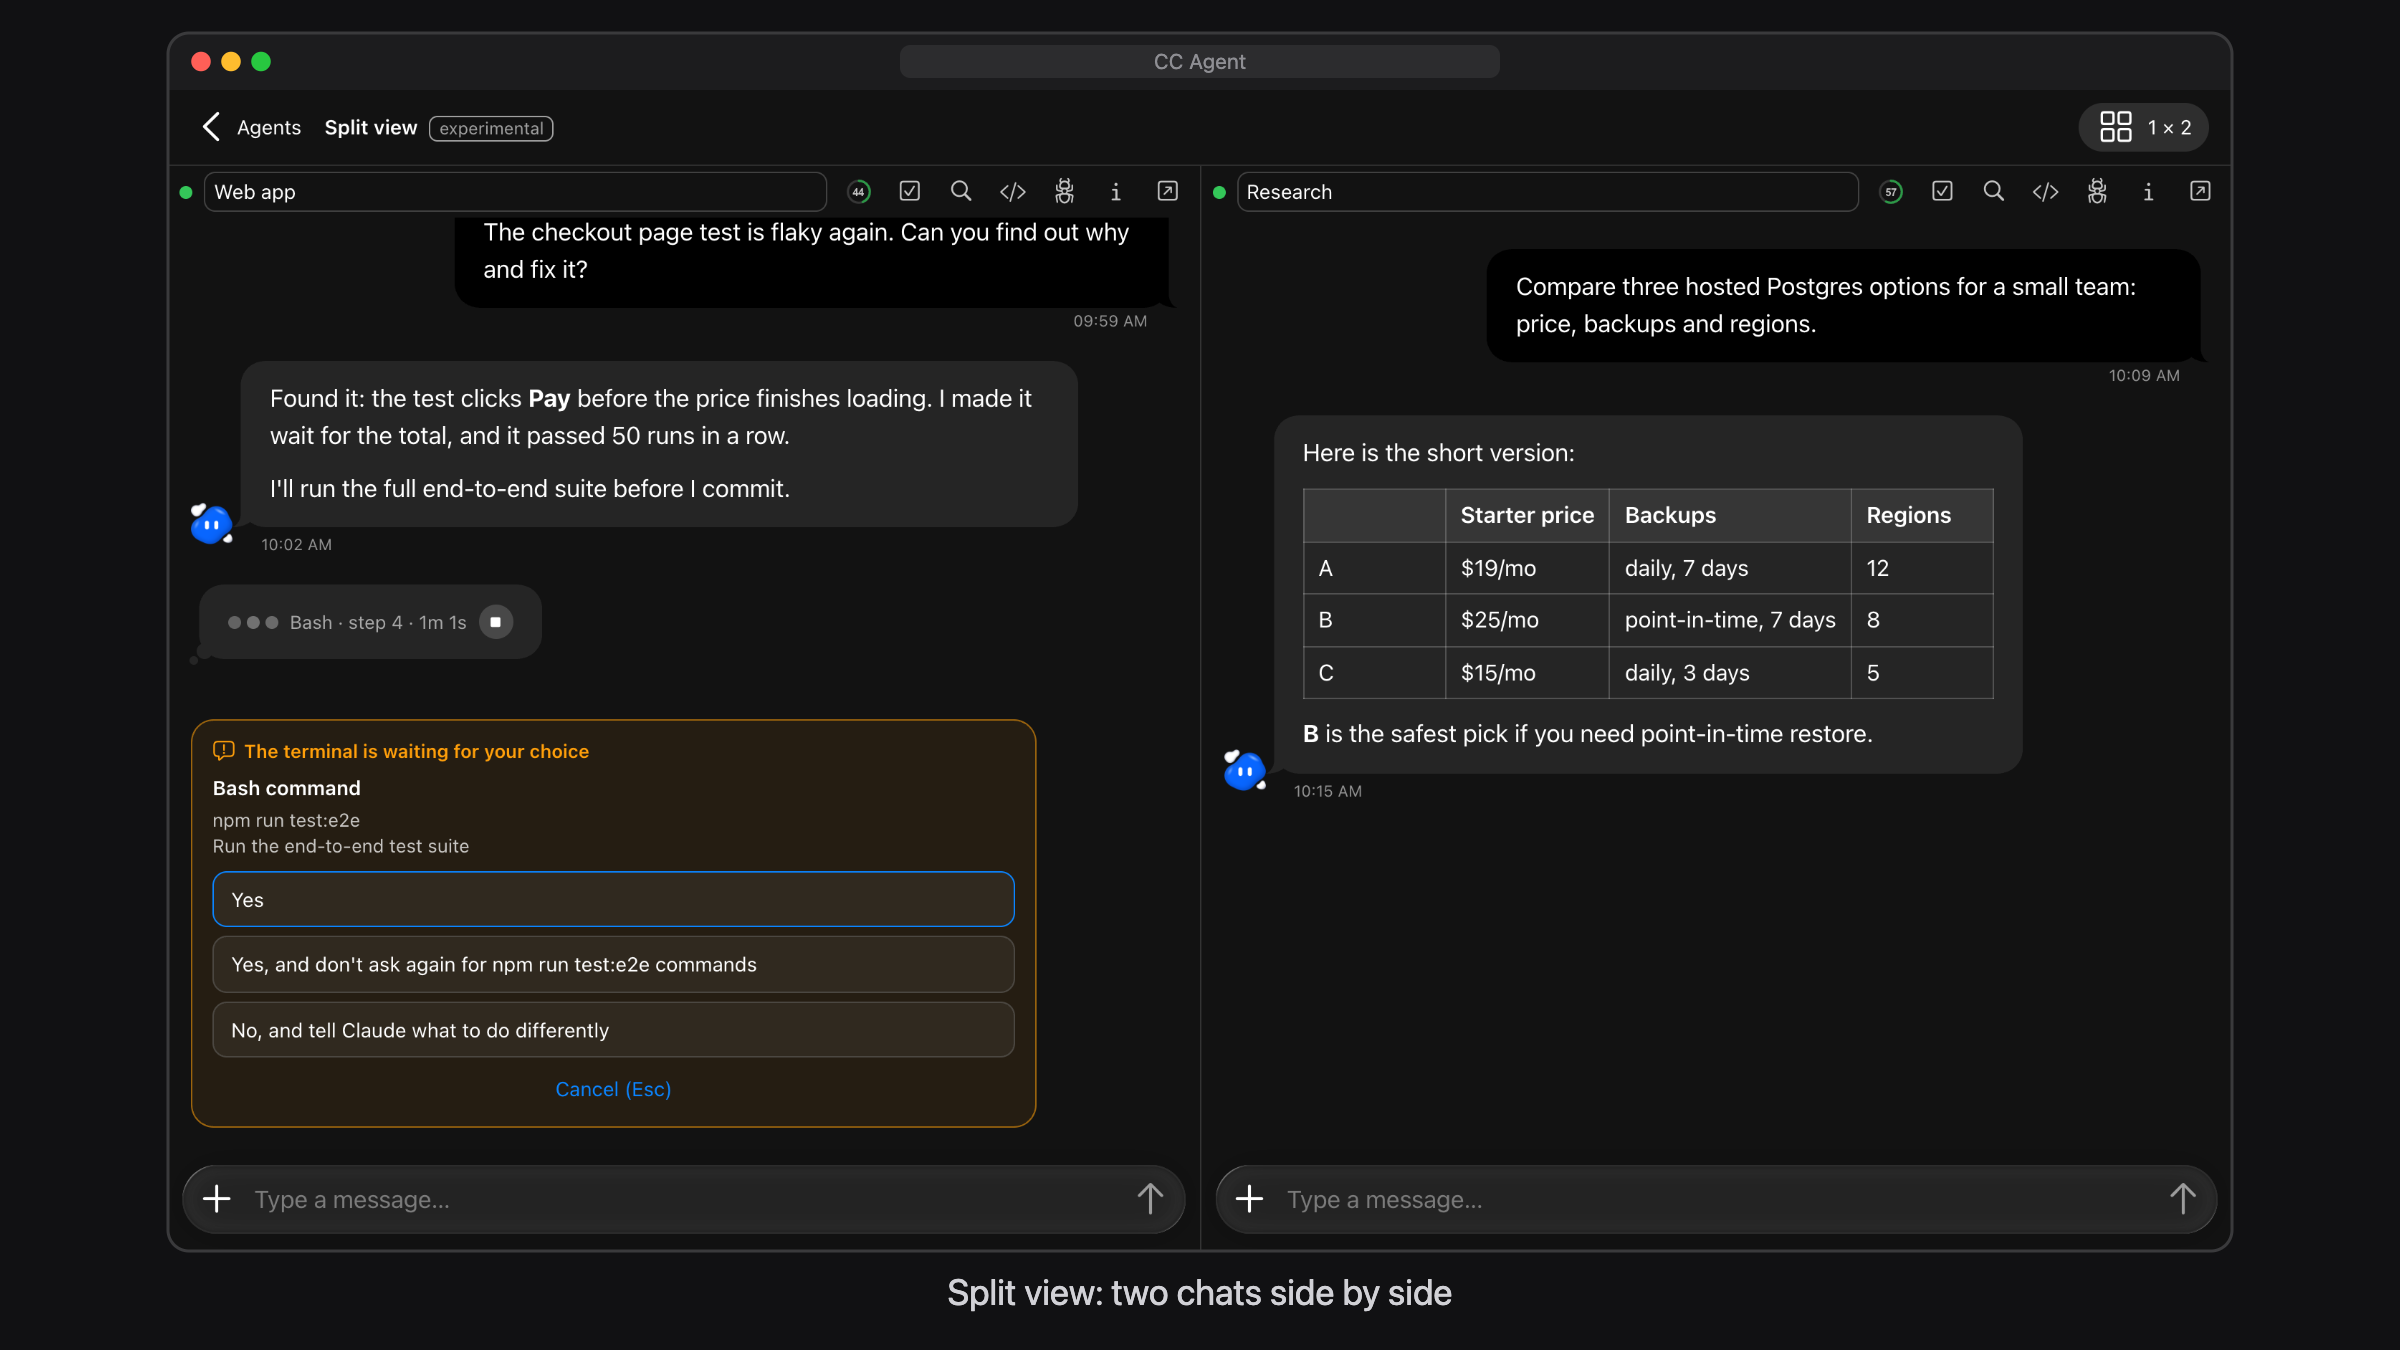 CC Agent
Agents Split view experimental
1 × 2
Web app 44
The checkout page test is flaky again. Can you find out why
and fix it?
09:59 AM
Found it: the test clicks Pay before the price finishes loading. I made it
wait for the total, and it passed 50 runs in a row.
I'll run the full end-to-end suite before I commit.
10:02 AM
Bash · step 4 · 1m 1s
The terminal is waiting for your choice
Bash command
npm run test:e2e
Run the end-to-end test suite
Yes
Yes, and don't ask again for npm run test:e2e commands
No, and tell Claude what to do differently
Cancel (Esc)
Type a message...
Research 57
Compare three hosted Postgres options for a small team:
price, backups and regions.
10:09 AM
Here is the short version:
Starter price Backups Regions
A $19/mo daily, 7 days 12
B $25/mo point-in-time, 7 days 8
C $15/mo daily, 3 days 5
B is the safest pick if you need point-in-time restore.
10:15 AM
Type a message...
Split view: two chats side by side